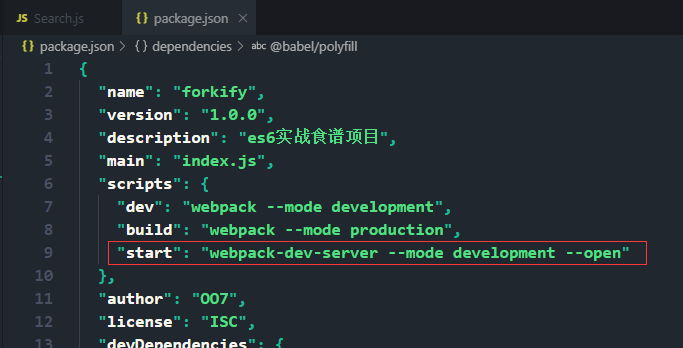 JS Search.js
{} package.json ×
{} package.json > {} dependencies > abc @babel/polyfill
1 {
2 "name": "forkify",
3 "version": "1.0.0",
4 "description": "es6实战食谱项目",
5 "main": "index.js",
6 "scripts": {
7 "dev": "webpack --mode development",
8 "build": "webpack --mode production",
9 "start": "webpack-dev-server --mode development --open"
10 },
11 "author": "OO7",
12 "license": "ISC",
13 "devDependencies": {